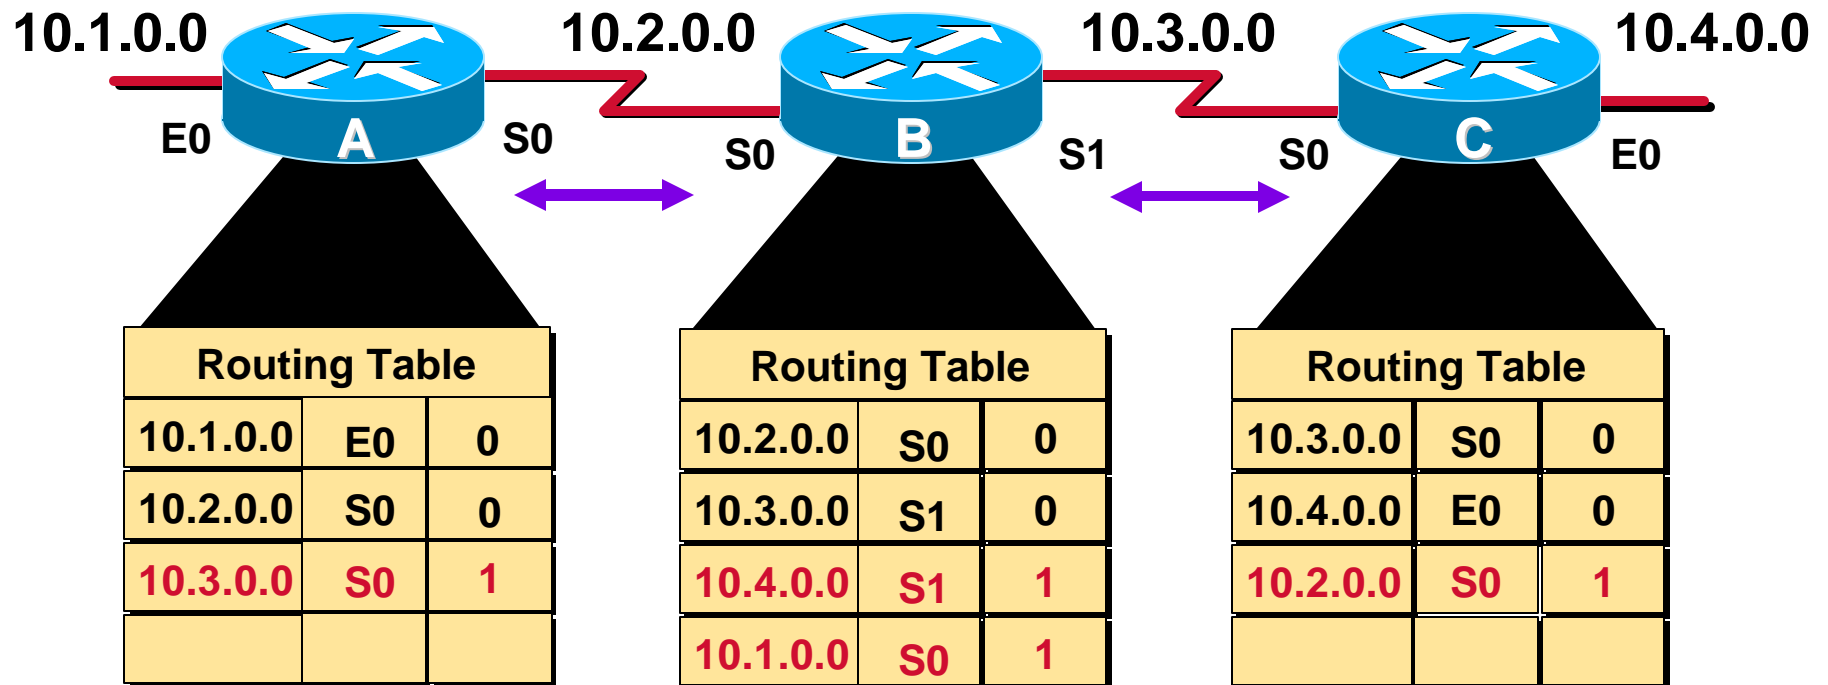 10.1.0.0 10.2.0.0 10.3.0.0 10.4.0.0
A B C
E0 S0 S0 S1 S0 E0
Routing Table
10.1.0.0 E0 0
10.2.0.0 S0 0
10.3.0.0 S0 1
Routing Table
10.2.0.0 S0 0
10.3.0.0 S1 0
10.4.0.0 S1 1
10.1.0.0 S0 1
Routing Table
10.3.0.0 S0 0
10.4.0.0 E0 0
10.2.0.0 S0 1